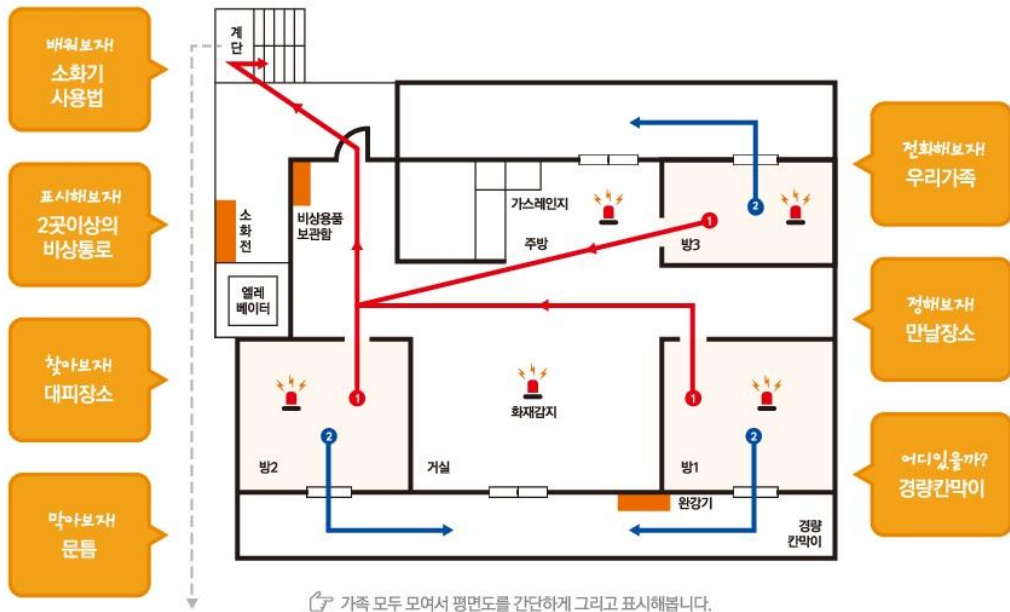 배워보자!
소화기
사용법
표시해보자!
2곳이상의
비상통로
찾아보자!
대피장소
막아보자!
문틈
계
단
소
화
전
엘레
베이터
비상용품
보관함
가스레인지
주방
방3
1
2
방2
1
2
거실
화재감지
방1
1
2
완강기
경량
칸막이
전화해보자!
우리가족
정해보자!
만날장소
어디있을까?
경량칸막이
가족 모두 모여서 평면도를 간단하게 그리고 표시해봅니다.